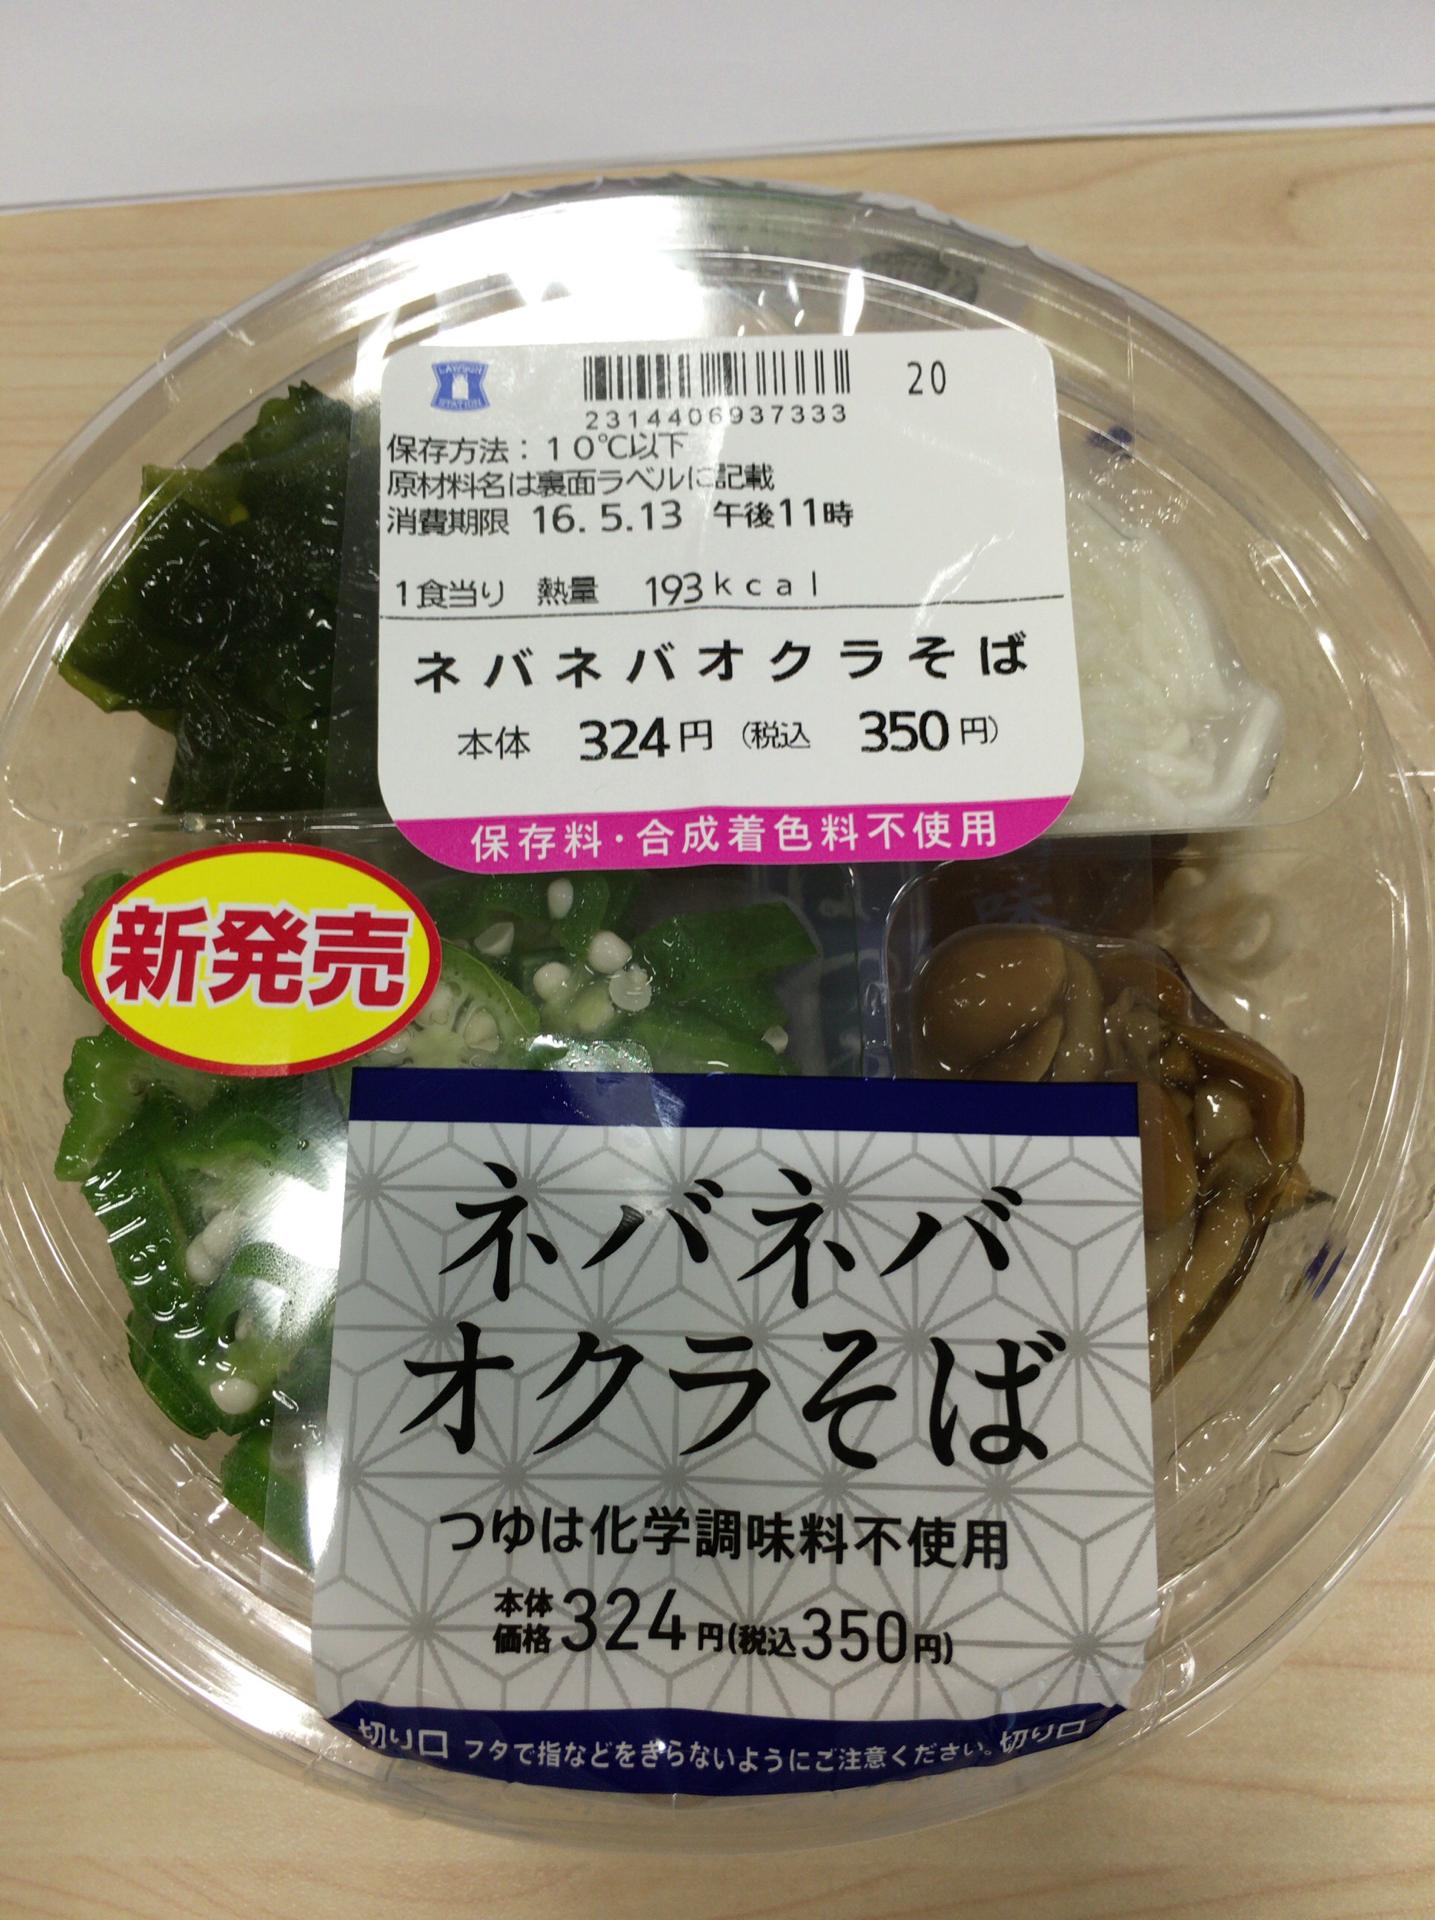 LAWSON
STATION
20
2314406937333
保存方法：10℃以下
原材料名は裏面ラベルに記載
消費期限 16. 5.13 午後11時
1食当り 熱量 193kcal
ネバネバオクラそば
本体 324円 (税込 350円)
保存料・合成着色料不使用
新発売
味
ネバネバ
オクラそば
つゆは化学調味料不使用
本体価格324円(税込350円)
切り口 フタで指などをきらないようにご注意ください。切り口